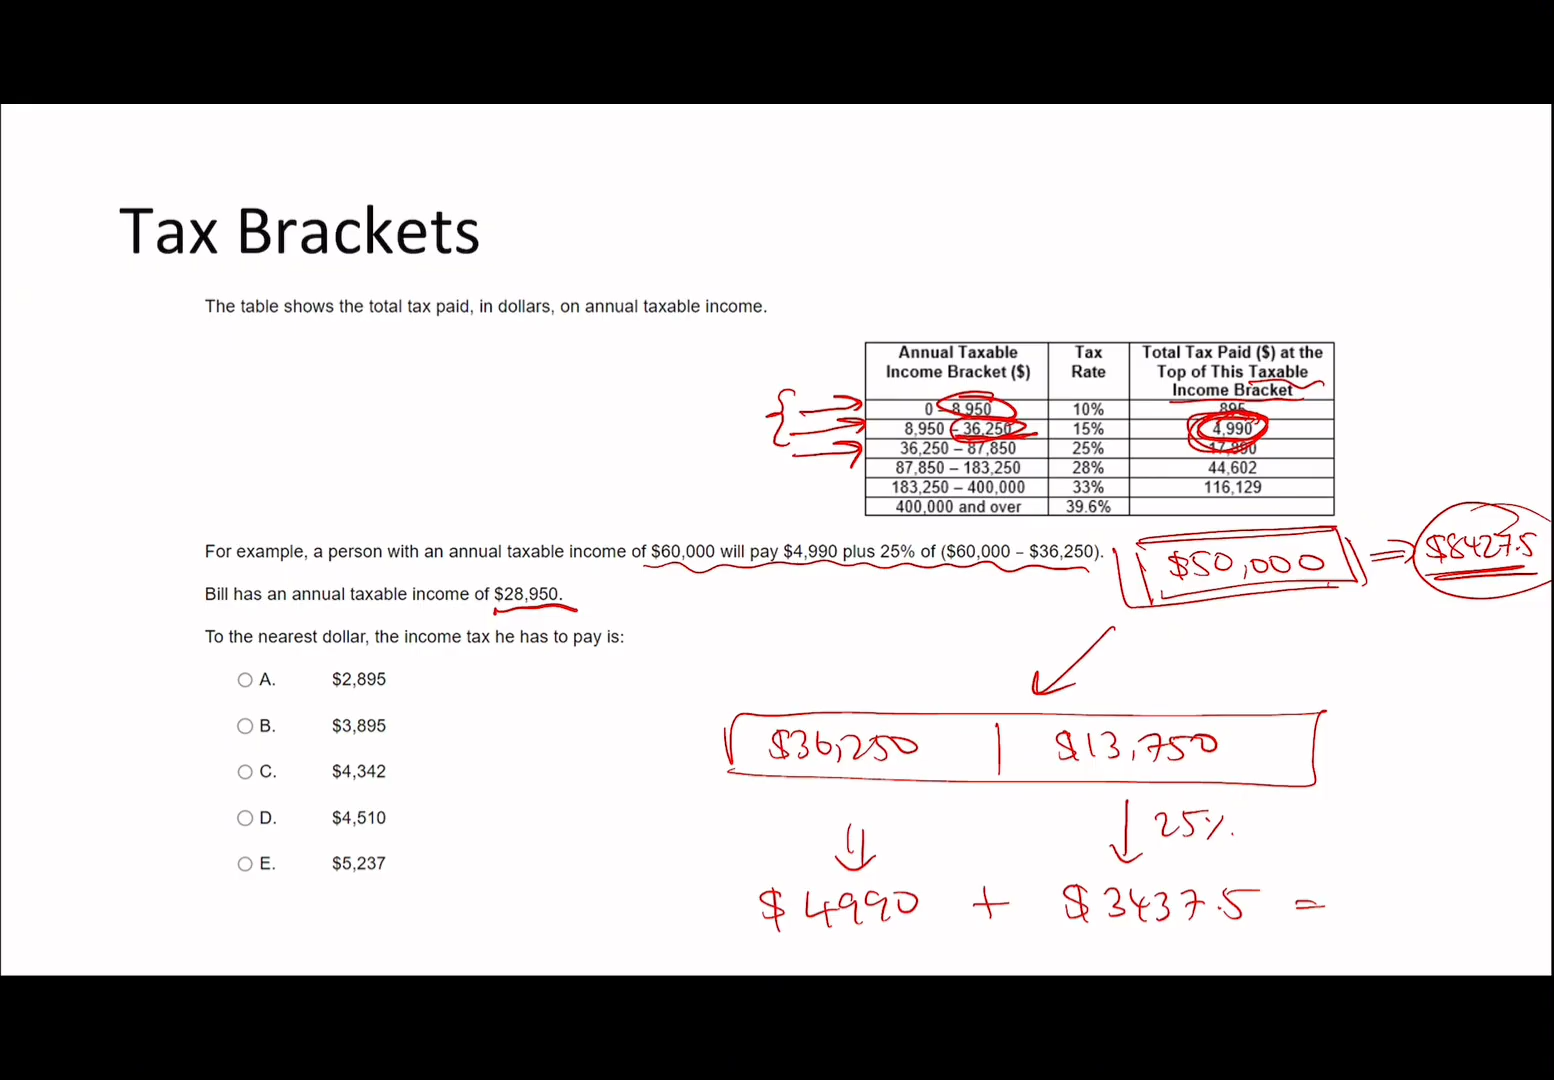 Tax Brackets
The table shows the total tax paid, in dollars, on annual taxable income.
Annual Taxable Income Bracket ($) Tax Rate Total Tax Paid ($) at the Top of This Taxable Income Bracket
0 – 8,950 10% 895
8,950 – 36,250 15% 4,990
36,250 – 87,850 25% 17,890
87,850 – 183,250 28% 44,602
183,250 – 400,000 33% 116,129
400,000 and over 39.6%
For example, a person with an annual taxable income of $60,000 will pay $4,990 plus 25% of ($60,000 – $36,250).
$50,000 ⇒ $8427.5
Bill has an annual taxable income of $28,950.
To the nearest dollar, the income tax he has to pay is:
A. $2,895
B. $3,895
C. $4,342
D. $4,510
E. $5,237
$36,250 | $13,750
25%.
$4990 + $3437.5 =